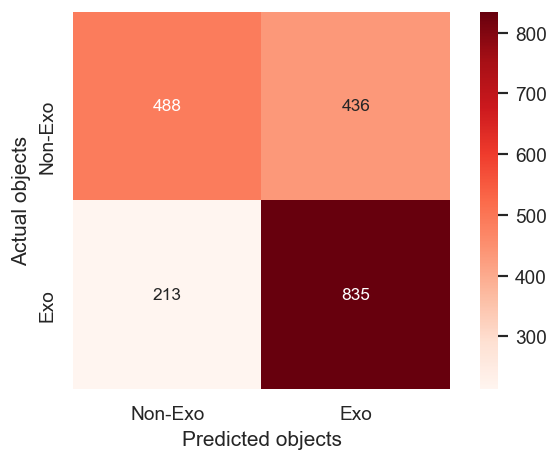 800
700
600
500
400
300
Actual objects
Non-Exo
Exo
488
436
213
835
Non-Exo
Exo
Predicted objects